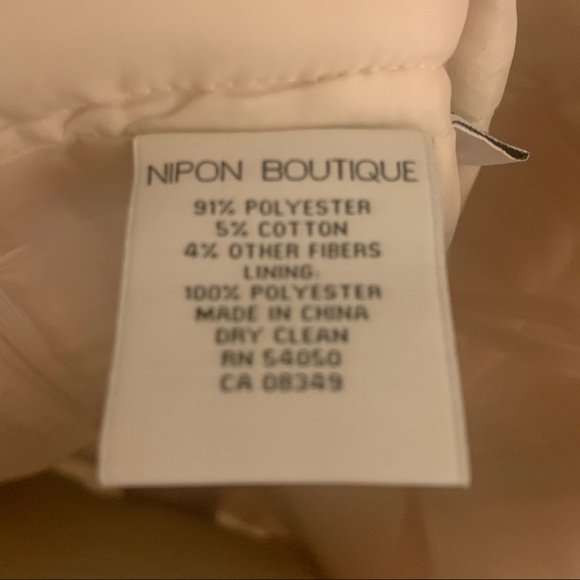 NIPON BOUTIQUE
91% POLYESTER
5% COTTON
4% OTHER FIBERS
LINING:
100% POLYESTER
MADE IN CHINA
DRY CLEAN
RN 54050
CA 08349